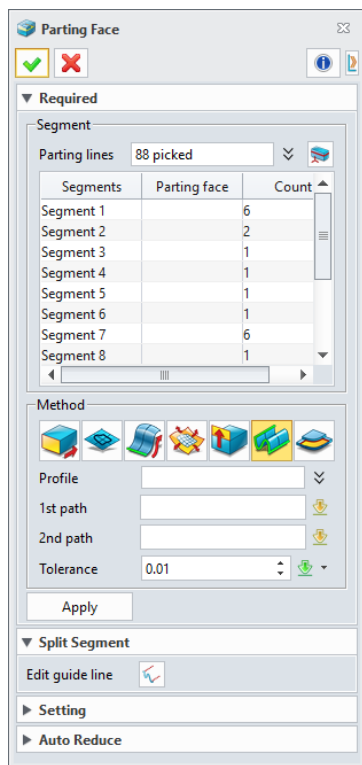 Parting Face
Required
Segment
Parting lines 88 picked
Segments Parting face Count
Segment 1 6
Segment 2 2
Segment 3 1
Segment 4 1
Segment 5 1
Segment 6 1
Segment 7 6
Segment 8 1
Method
Profile
1st path
2nd path
Tolerance 0.01
Apply
Split Segment
Edit guide line
Setting
Auto Reduce